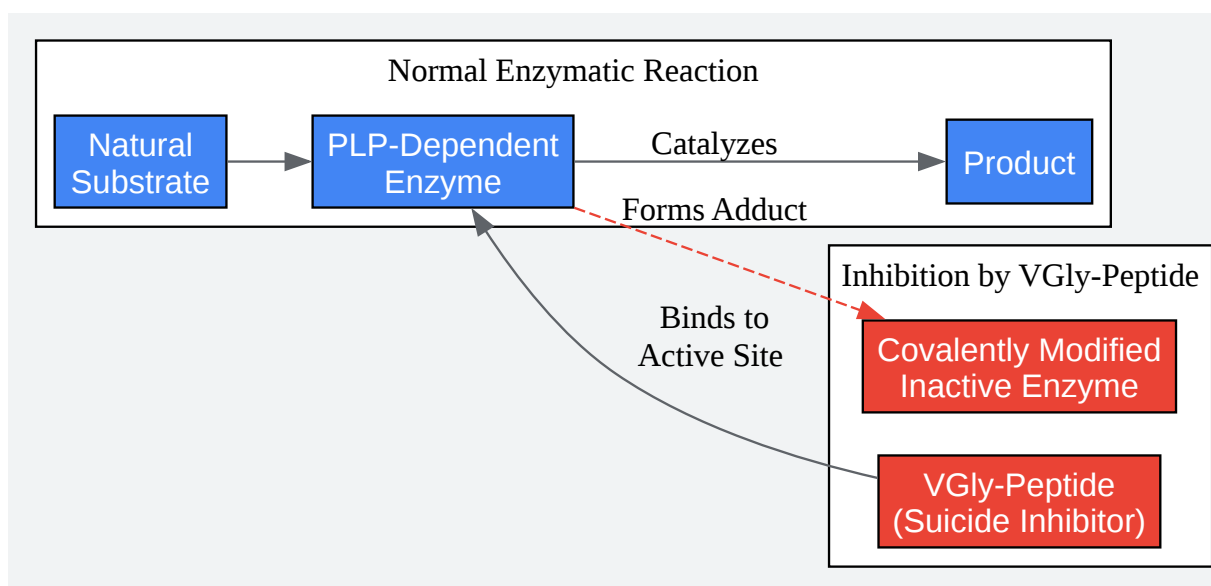 Normal Enzymatic Reaction
Natural
Substrate
PLP-Dependent
Enzyme
Catalyzes
Product
Forms Adduct
Inhibition by VGly-Peptide
Binds to
Active Site
Covalently Modified
Inactive Enzyme
VGly-Peptide
(Suicide Inhibitor)